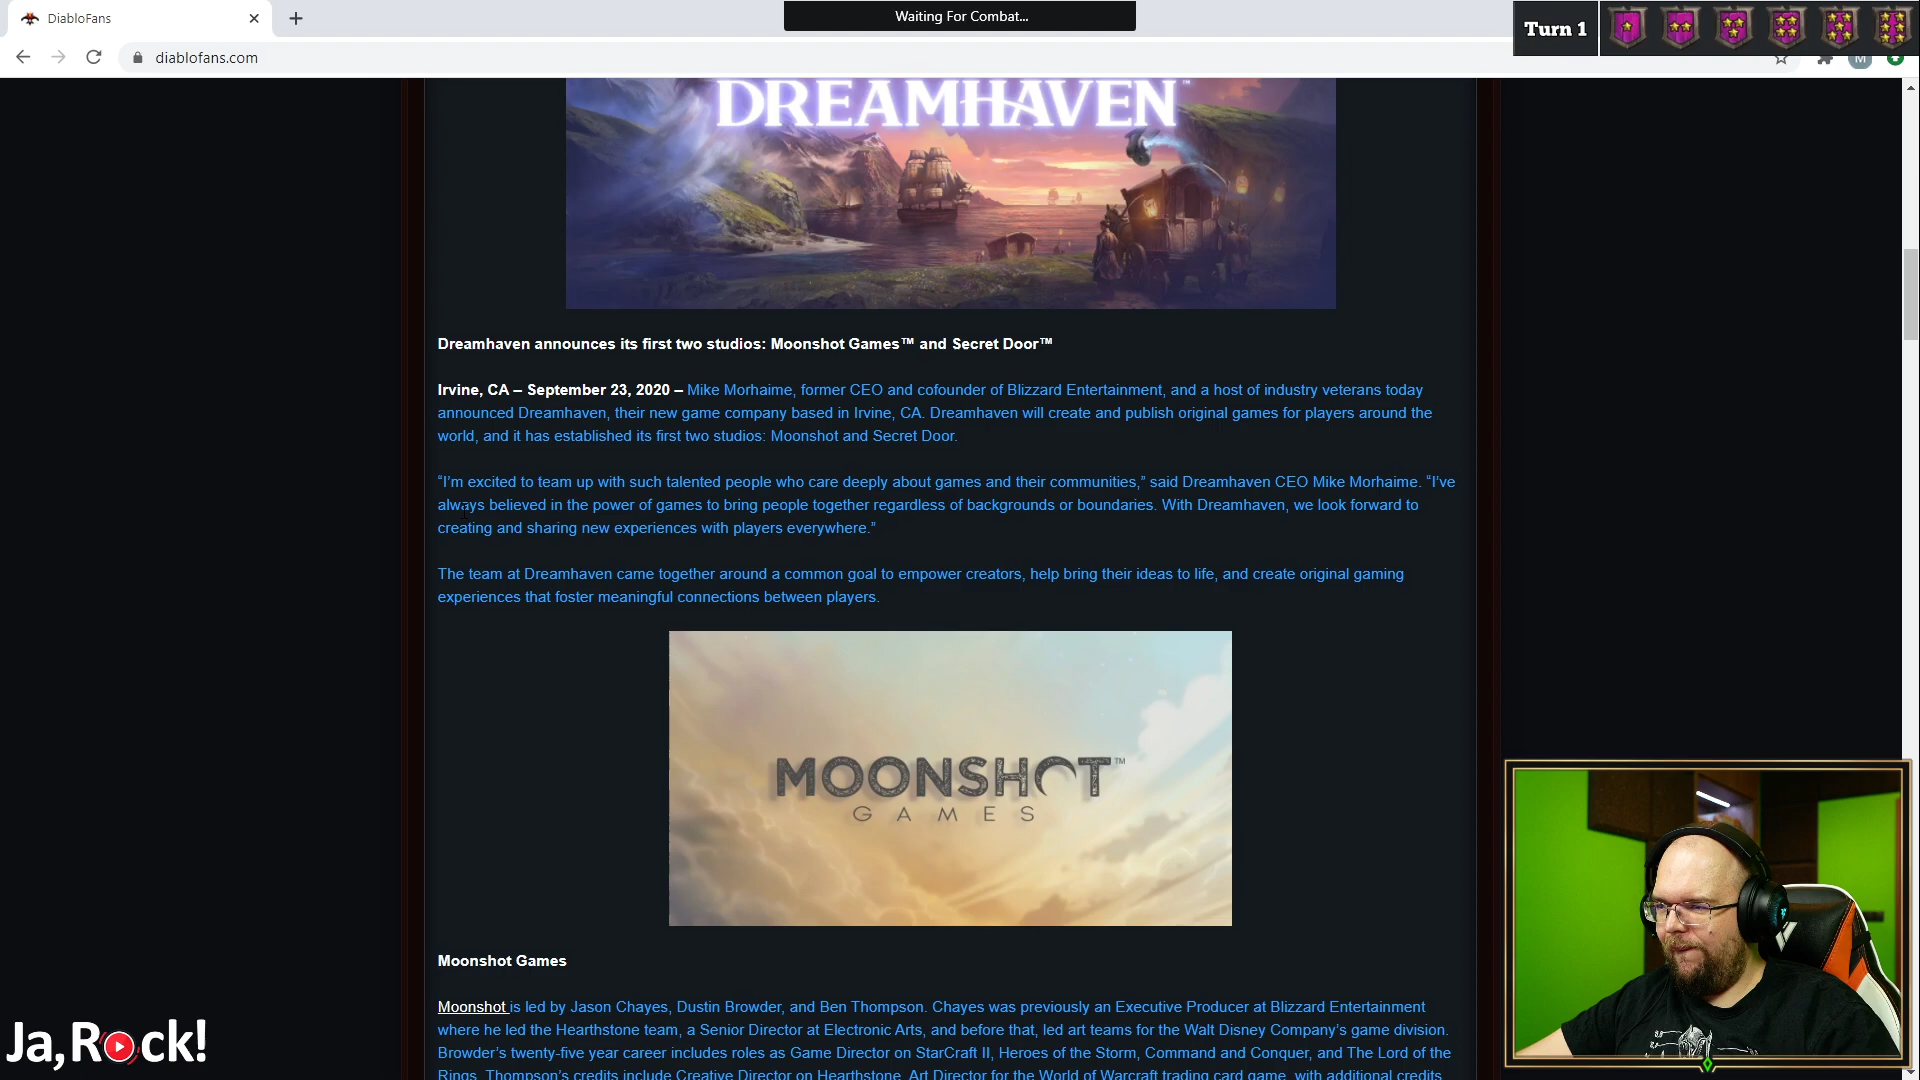 DiabloFans
Waiting For Combat...
Turn 1
diablofans.com
M
DREAMHAVEN™
Dreamhaven announces its first two studios: Moonshot Games™ and Secret Door™
Irvine, CA – September 23, 2020 – Mike Morhaime, former CEO and cofounder of Blizzard Entertainment, and a host of industry veterans today
announced Dreamhaven, their new game company based in Irvine, CA. Dreamhaven will create and publish original games for players around the
world, and it has established its first two studios: Moonshot and Secret Door.
“I’m excited to team up with such talented people who care deeply about games and their communities,” said Dreamhaven CEO Mike Morhaime. “I’ve
always believed in the power of games to bring people together regardless of backgrounds or boundaries. With Dreamhaven, we look forward to
creating and sharing new experiences with players everywhere.”
The team at Dreamhaven came together around a common goal to empower creators, help bring their ideas to life, and create original gaming
experiences that foster meaningful connections between players.
MOONSHOT™
GAMES
Moonshot Games
Moonshot is led by Jason Chayes, Dustin Browder, and Ben Thompson. Chayes was previously an Executive Producer at Blizzard Entertainment
where he led the Hearthstone team, a Senior Director at Electronic Arts, and before that, led art teams for the Walt Disney Company’s game division.
Browder’s twenty-five year career includes roles as Game Director on StarCraft II, Heroes of the Storm, Command and Conquer, and The Lord of the
Rings. Thompson’s credits include Creative Director on Hearthstone, Art Director for the World of Warcraft trading card game, with additional credits
Ja,Rock!